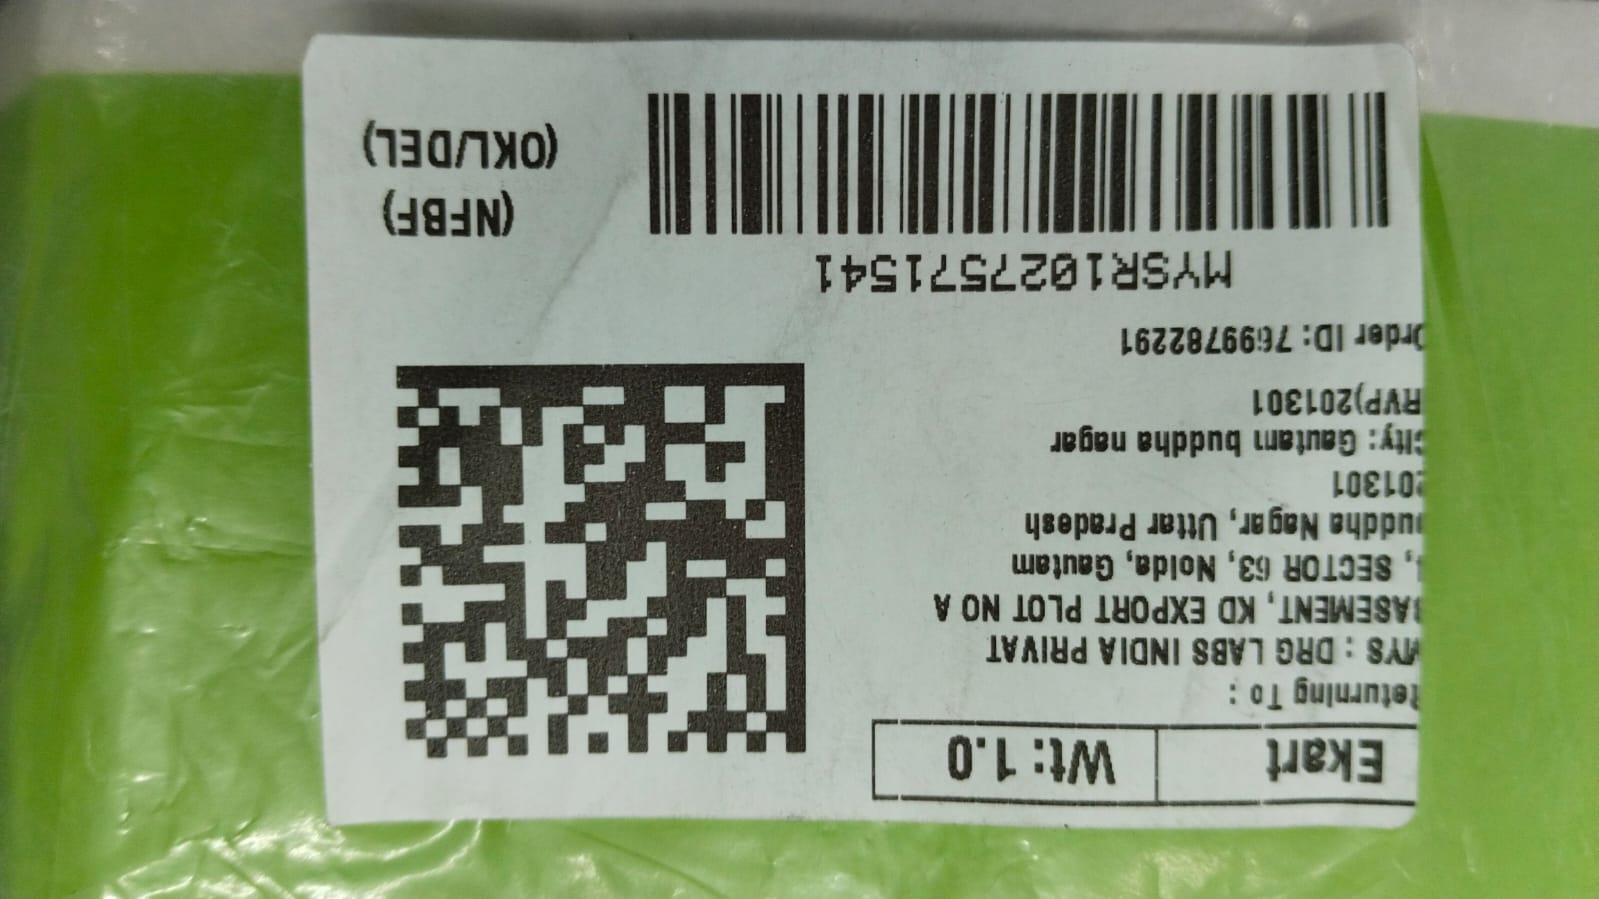 Ekart
Wt: 1.0
Returning To :
MYS : DRG LABS INDIA PRIVAT
BASEMENT, KD EXPORT PLOT NO A
SECTOR 63, Noida, Gautam
buddha Nagar, Uttar Pradesh
201301
City: Gautam buddha nagar
RVP)201301
Order ID: 7699782291
MYSR1027571541
(NFBF)
(OKL/DEL)